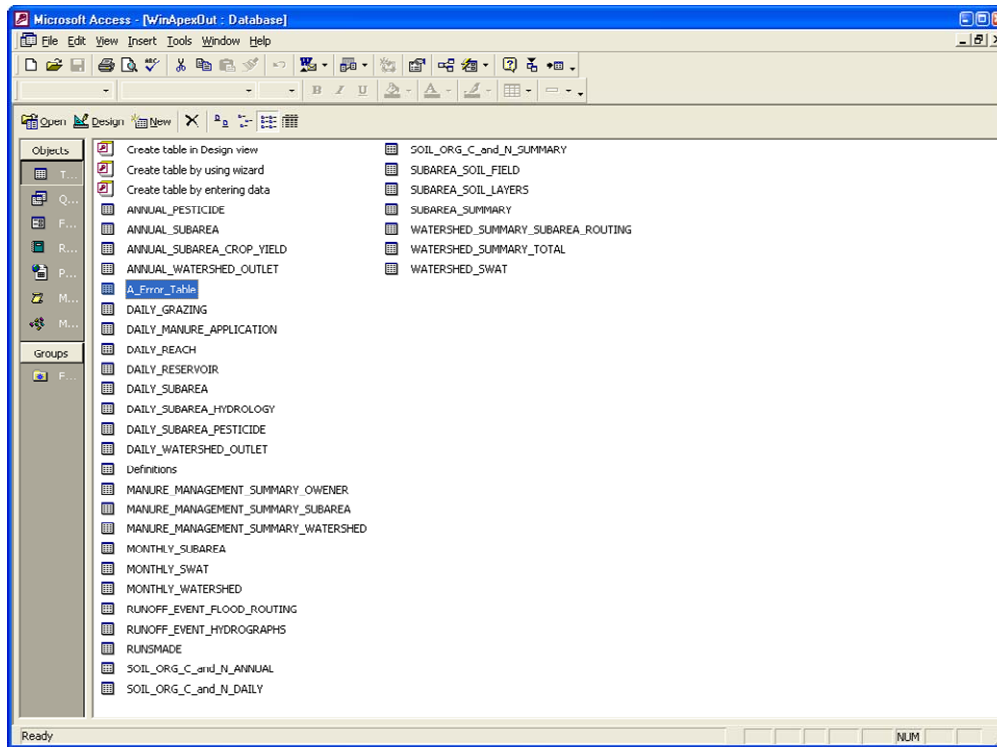 Microsoft Access - [WinApexOut : Database]
File Edit View Insert Tools Window Help
B I U A
Open Design New
Objects
T...
Q...
F...
R...
P...
M...
M...
Groups
F...
Create table in Design view
Create table by using wizard
Create table by entering data
ANNUAL_PESTICIDE
ANNUAL_SUBAREA
ANNUAL_SUBAREA_CROP_YIELD
ANNUAL_WATERSHED_OUTLET
A_Error_Table
DAILY_GRAZING
DAILY_MANURE_APPLICATION
DAILY_REACH
DAILY_RESERVOIR
DAILY_SUBAREA
DAILY_SUBAREA_HYDROLOGY
DAILY_SUBAREA_PESTICIDE
DAILY_WATERSHED_OUTLET
Definitions
MANURE_MANAGEMENT_SUMMARY_OWENER
MANURE_MANAGEMENT_SUMMARY_SUBAREA
MANURE_MANAGEMENT_SUMMARY_WATERSHED
MONTHLY_SUBAREA
MONTHLY_SWAT
MONTHLY_WATERSHED
RUNOFF_EVENT_FLOOD_ROUTING
RUNOFF_EVENT_HYDROGRAPHS
RUNSMADE
SOIL_ORG_C_and_N_ANNUAL
SOIL_ORG_C_and_N_DAILY
SOIL_ORG_C_and_N_SUMMARY
SUBAREA_SOIL_FIELD
SUBAREA_SOIL_LAYERS
SUBAREA_SUMMARY
WATERSHED_SUMMARY_SUBAREA_ROUTING
WATERSHED_SUMMARY_TOTAL
WATERSHED_SWAT
Ready
NUM